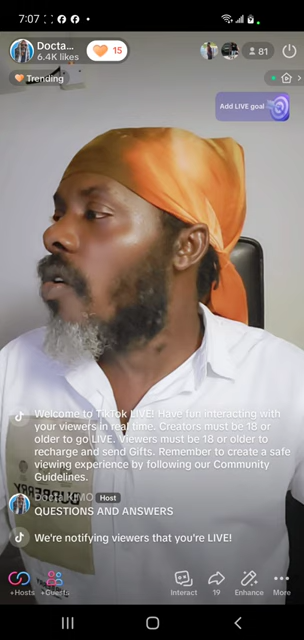 7:07
Docta...
6.4K likes
15
81
Trending
Add LIVE goal
Welcome to TikTok LIVE! Have fun interacting with
your viewers in real time. Creators must be 18 or
older to go LIVE. Viewers must be 18 or older to
recharge and send Gifts. Remember to create a safe
viewing experience by following our Community
Guidelines.
Host
QUESTIONS AND ANSWERS
We're notifying viewers that you're LIVE!
+Hosts
+Guests
Interact
19
Enhance
More